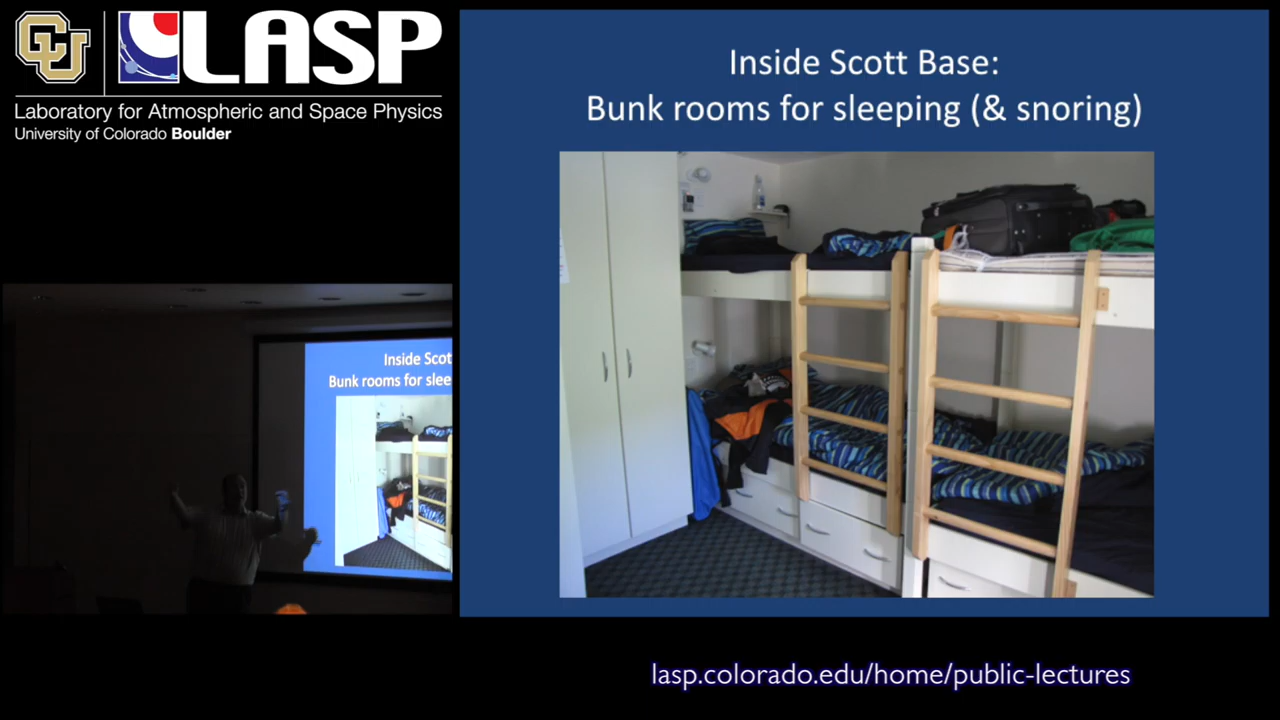 CU
LASP
Laboratory for Atmospheric and Space Physics
University of Colorado Boulder
Inside Scott Base:
Bunk rooms for sleeping (& snoring)
Inside Scot
Bunk rooms for slee
lasp.colorado.edu/home/public-lectures